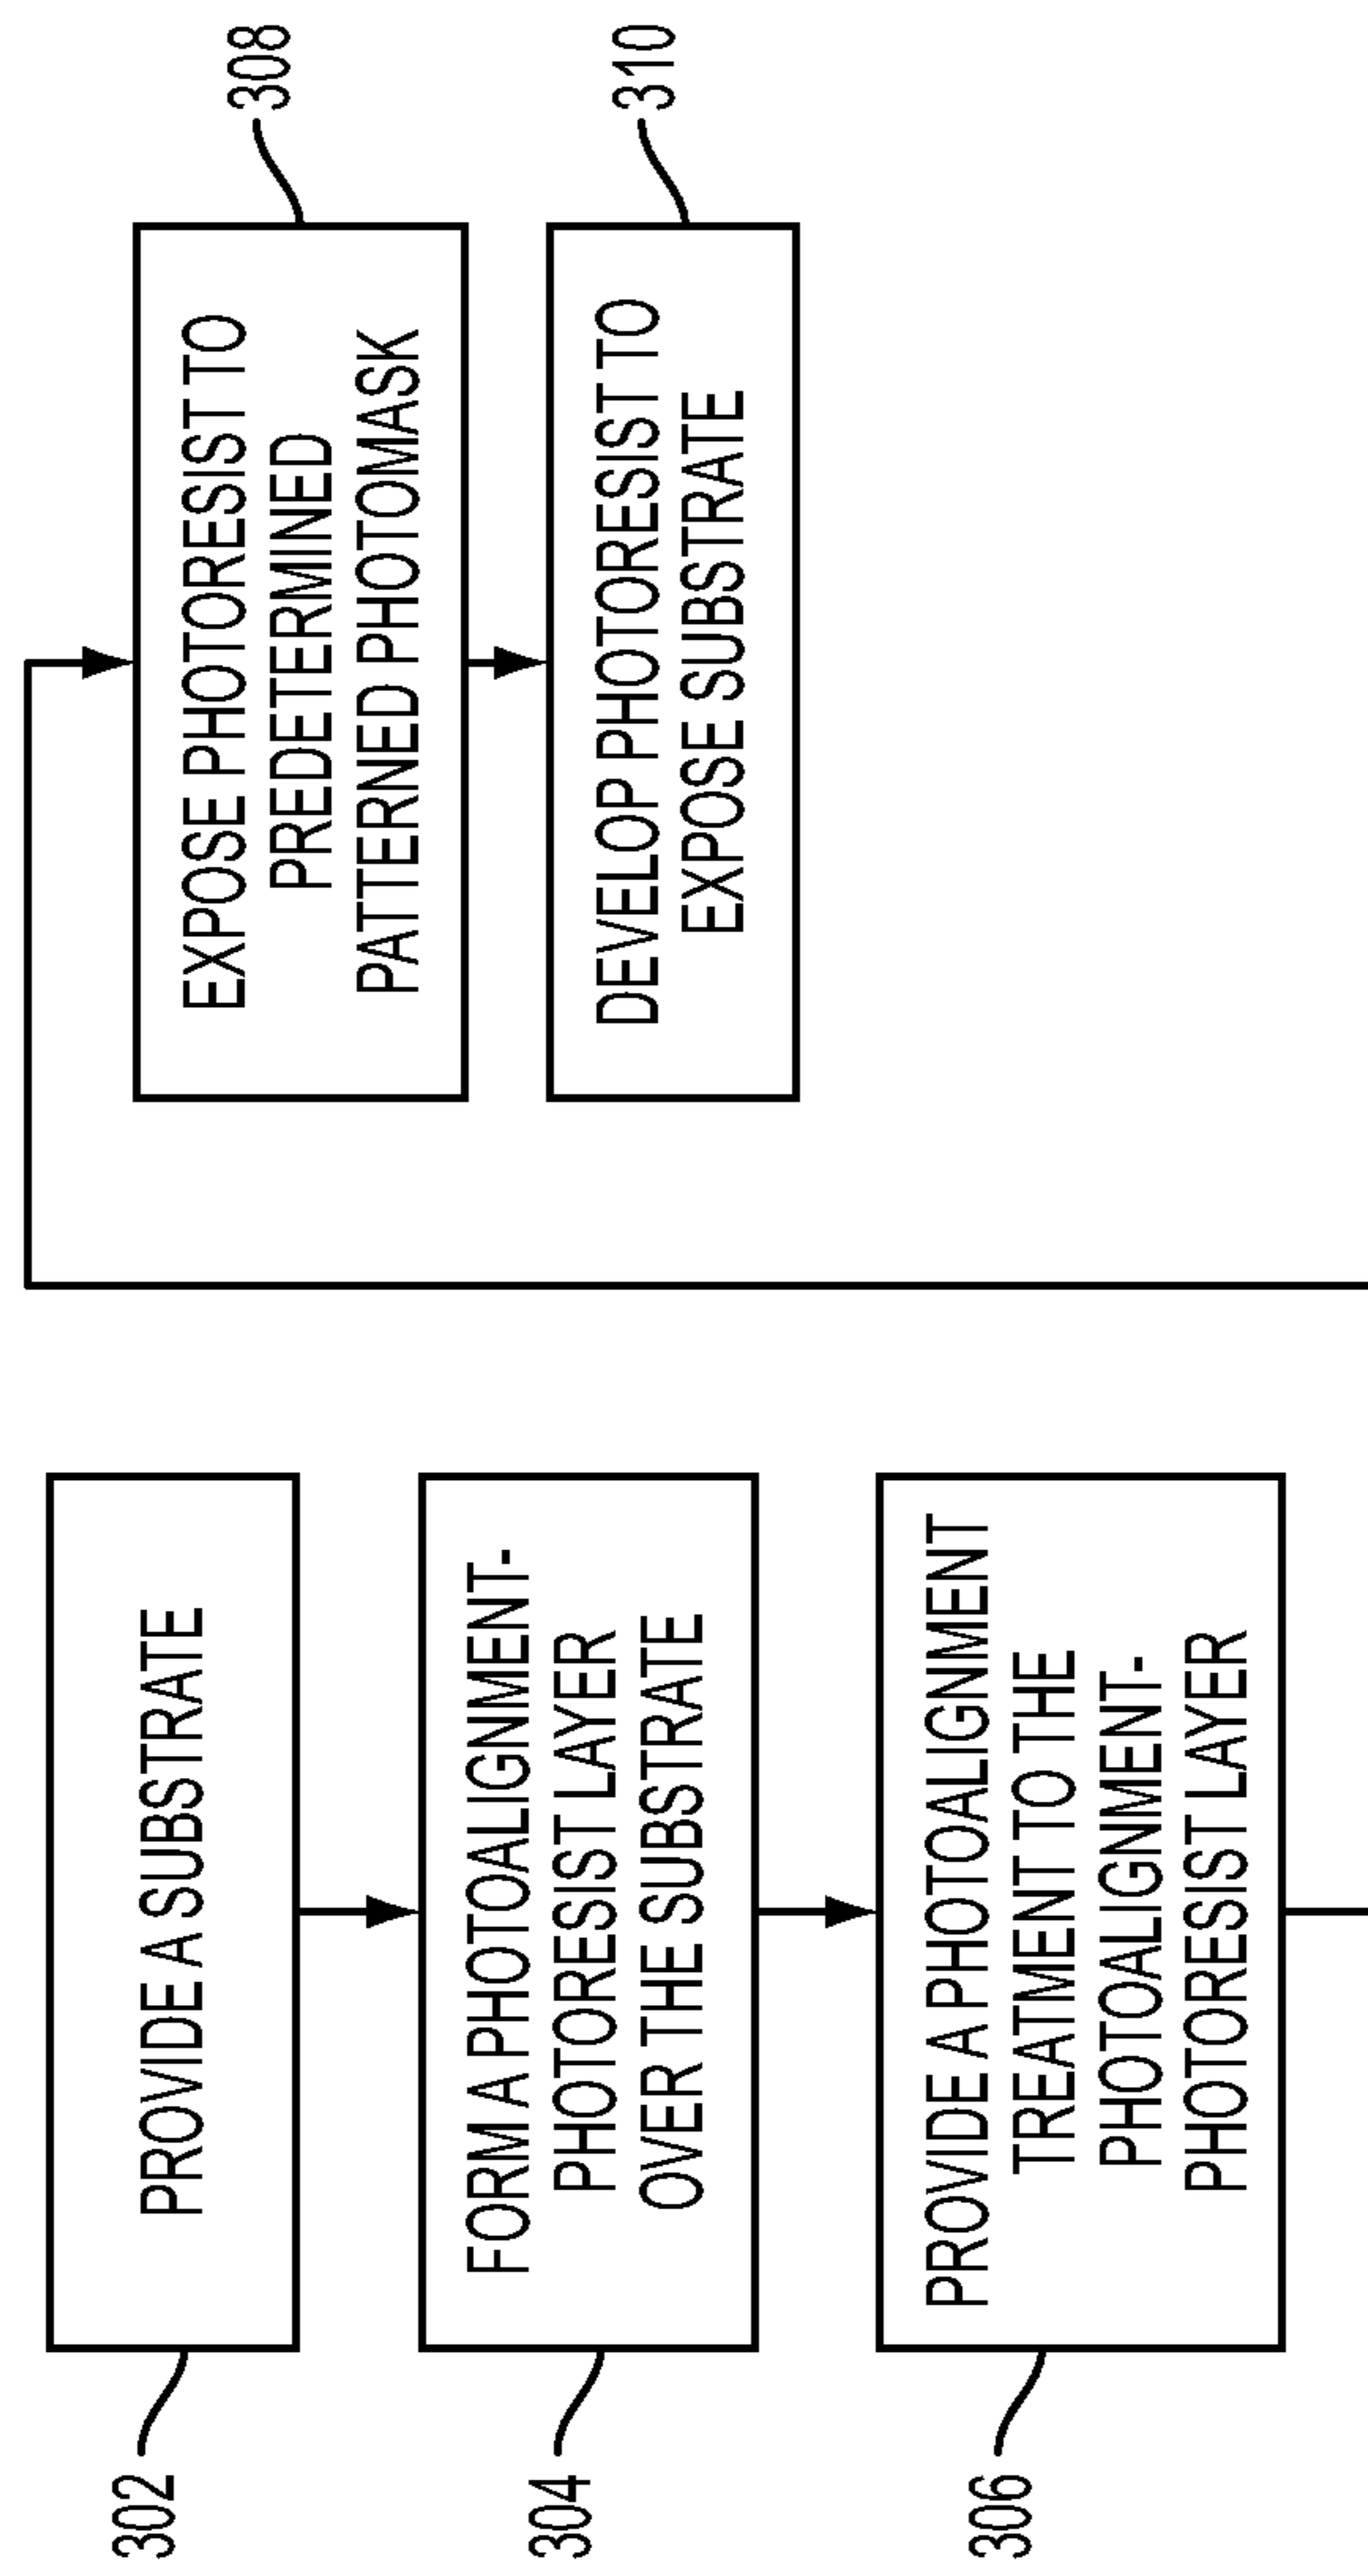 302
PROVIDE A SUBSTRATE
304
FORM A PHOTOALIGNMENT-
PHOTORESIST LAYER
OVER THE SUBSTRATE
306
PROVIDE A PHOTOALIGNMENT
TREATMENT TO THE
PHOTOALIGNMENT-
PHOTORESIST LAYER
EXPOSE PHOTORESIST TO
PREDETERMINED
PATTERNED PHOTOMASK
308
DEVELOP PHOTORESIST TO
EXPOSE SUBSTRATE
310